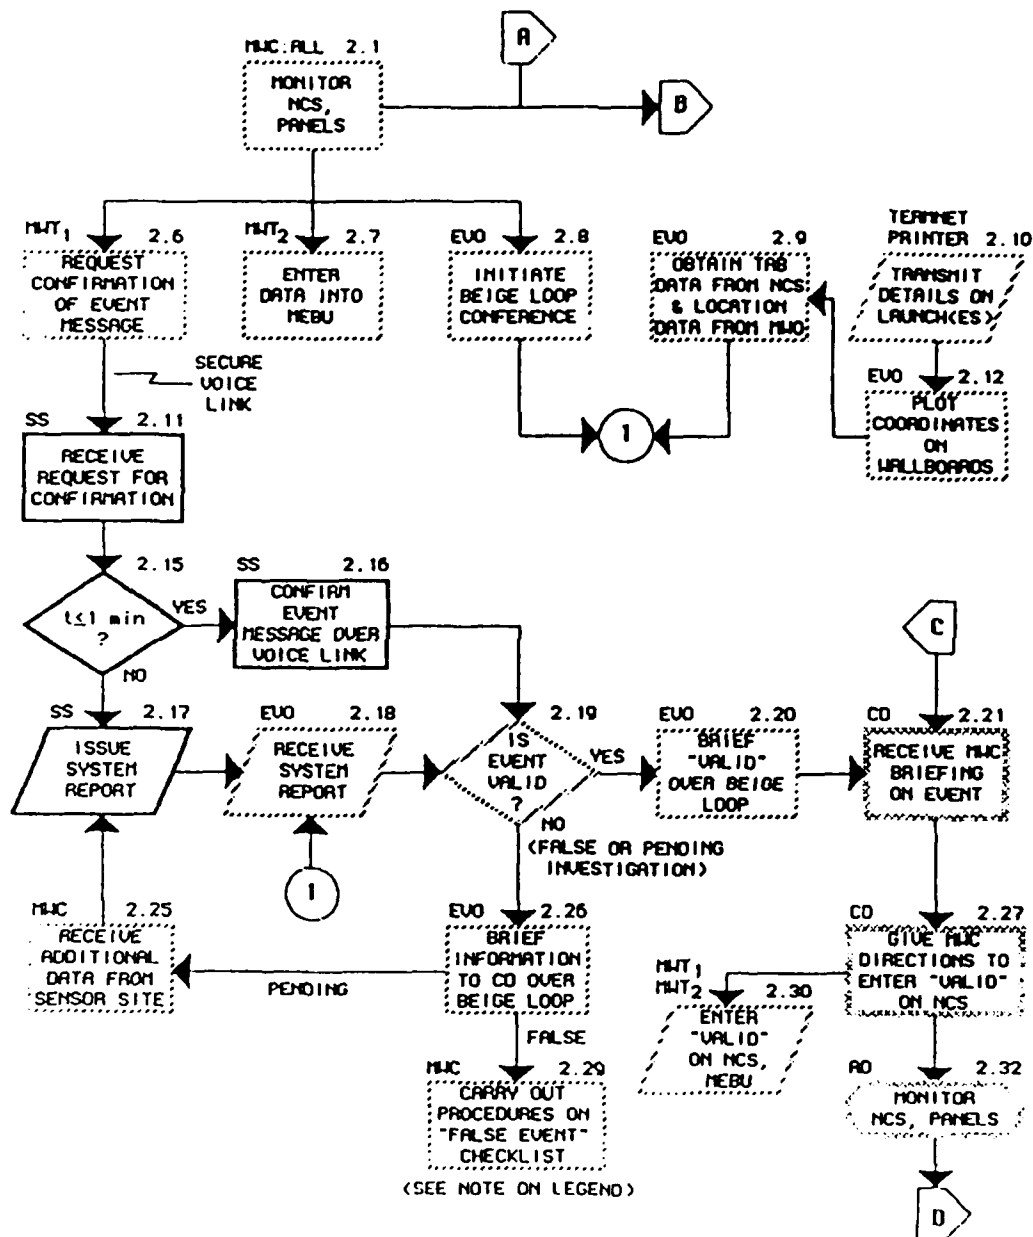 A
MWC:ALL 2.1
MONITOR
NCS,
PANELS
B
MWT1 2.6
REQUEST
CONFIRMATION
OF EVENT
MESSAGE
MWT2 2.7
ENTER
DATA INTO
MEBU
EVO 2.8
INITIATE
BEIGE LOOP
CONFERENCE
EVO 2.9
OBTAIN TAB
DATA FROM NCS
& LOCATION
DATA FROM MWO
TERMNET
PRINTER 2.10
TRANSMIT
DETAILS ON
LAUNCH(ES)
SECURE
VOICE
LINK
EVO 2.12
PLOT
COORDINATES
ON
WALLBOARDS
1
SS 2.11
RECEIVE
REQUEST FOR
CONFIRMATION
2.15
t≤1 min
?
YES
NO
SS 2.16
CONFIRM
EVENT
MESSAGE OVER
VOICE LINK
C
SS 2.17
ISSUE
SYSTEM
REPORT
EVO 2.18
RECEIVE
SYSTEM
REPORT
2.19
IS
EVENT
VALID
?
YES
NO
(FALSE OR PENDING
INVESTIGATION)
EVO 2.20
BRIEF
"VALID"
OVER BEIGE
LOOP
CD 2.21
RECEIVE MWC
BRIEFING
ON EVENT
1
MWC 2.25
RECEIVE
ADDITIONAL
DATA FROM
SENSOR SITE
PENDING
EVO 2.26
BRIEF
INFORMATION
TO CD OVER
BEIGE LOOP
FALSE
CD 2.27
GIVE MWC
DIRECTIONS TO
ENTER "VALID"
ON NCS
MWT1
MWT2 2.30
ENTER
"VALID"
ON NCS,
MEBU
MWC 2.29
CARRY OUT
PROCEDURES ON
"FALSE EVENT"
CHECKLIST
(SEE NOTE ON LEGEND)
AO 2.32
MONITOR
NCS, PANELS
D